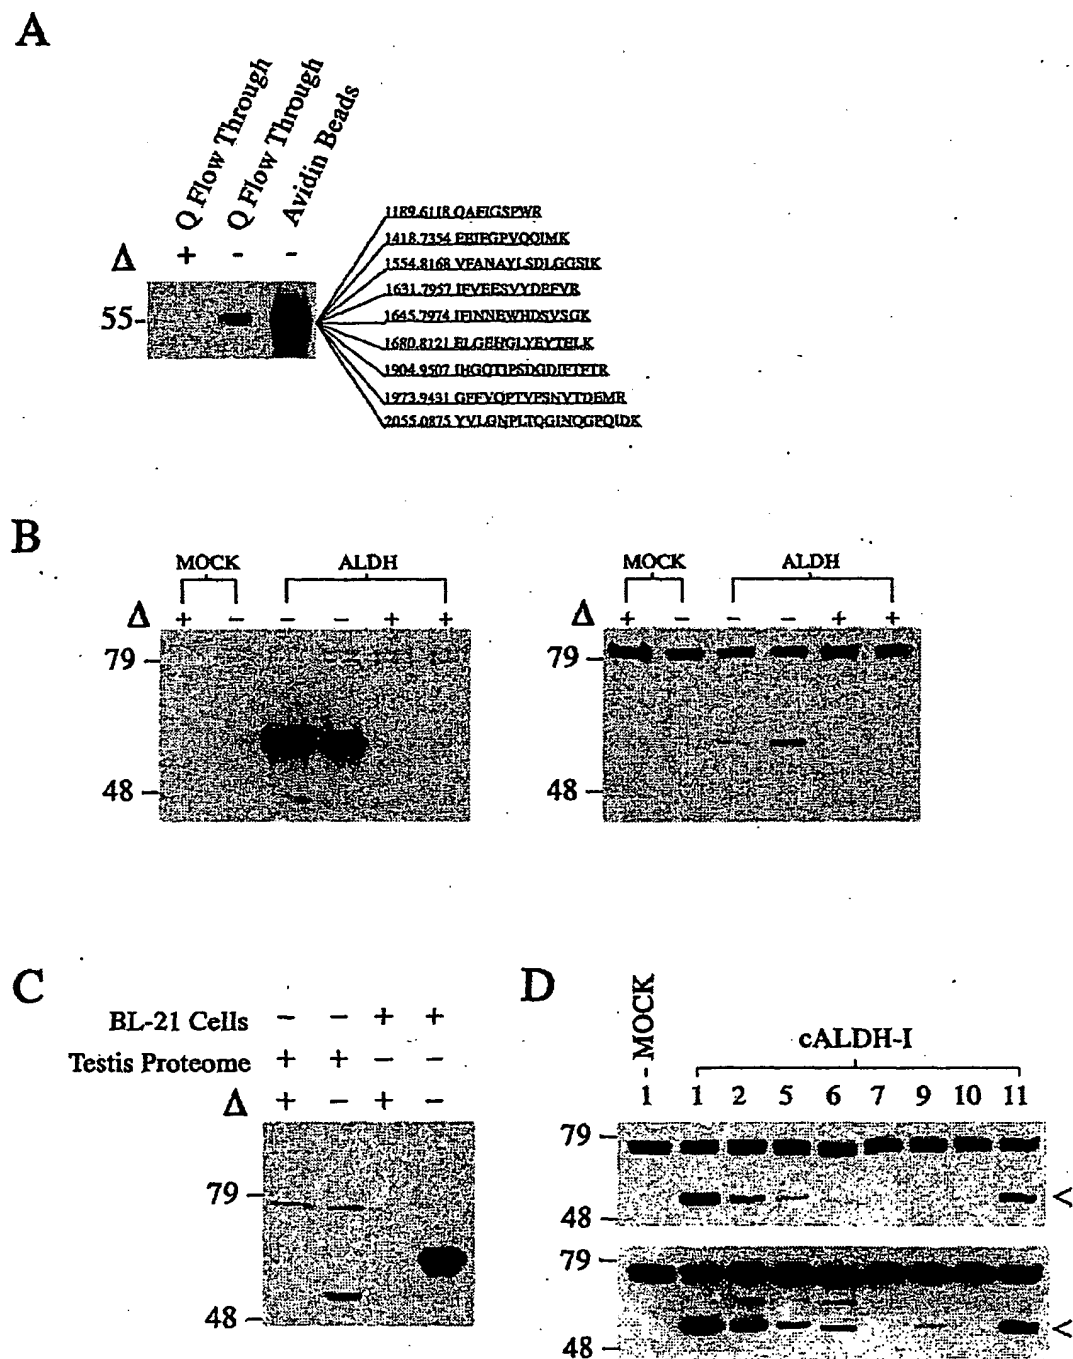 A
Q Flow Through
Q Flow Through
Avidin Beads
Δ + - -
55-
1189.6118 QAFIGSPWR
1418.7354 EEIFGPVQQIMK
1554.8168 VFANAYLSDLGGSIK
1631.7957 IFVEESVYDEFVR
1645.7974 IFINNEWHDSVSGK
1680.8121 ELGEHGLYEYTELK
1904.9507 IHGQTIPSDGDIFTFTR
1973.9431 GFFVQPTVFSNVTDEMR
2055.0875 YVLGNPLTQGINQGPQIDK
B
MOCK ALDH
Δ + - - - + +
79
48
MOCK ALDH
Δ + - - - + +
79
48
C
BL-21 Cells - - + +
Testis Proteome + + - -
Δ + - + -
79
48
D
- MOCK
cALDH-I
1 1 2 5 6 7 9 10 11
79
48
<
79
48
<